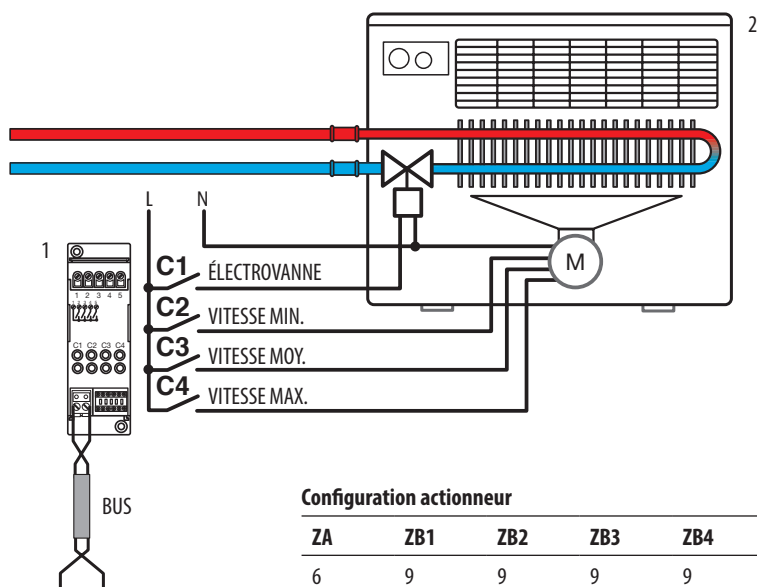 2
L N
1
C1 ÉLECTROVANNE
1 2 3 4 5
C2 VITESSE MIN.
M
C1 C2 C3 C4
C3 VITESSE MOY.
C4 VITESSE MAX.
BUS
Configuration actionneur
ZA ZB1 ZB2 ZB3 ZB4
6 9 9 9 9